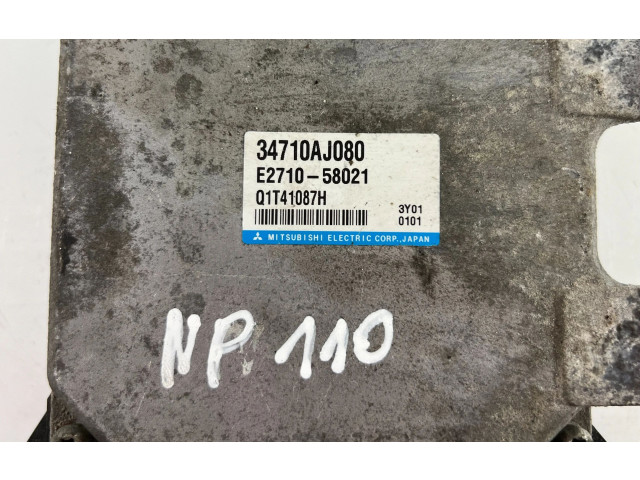 34710AJ080
E2710-58021
Q1T41087H
3Y01
0101
MITSUBISHI ELECTRIC CORP., JAPAN
NP. 110